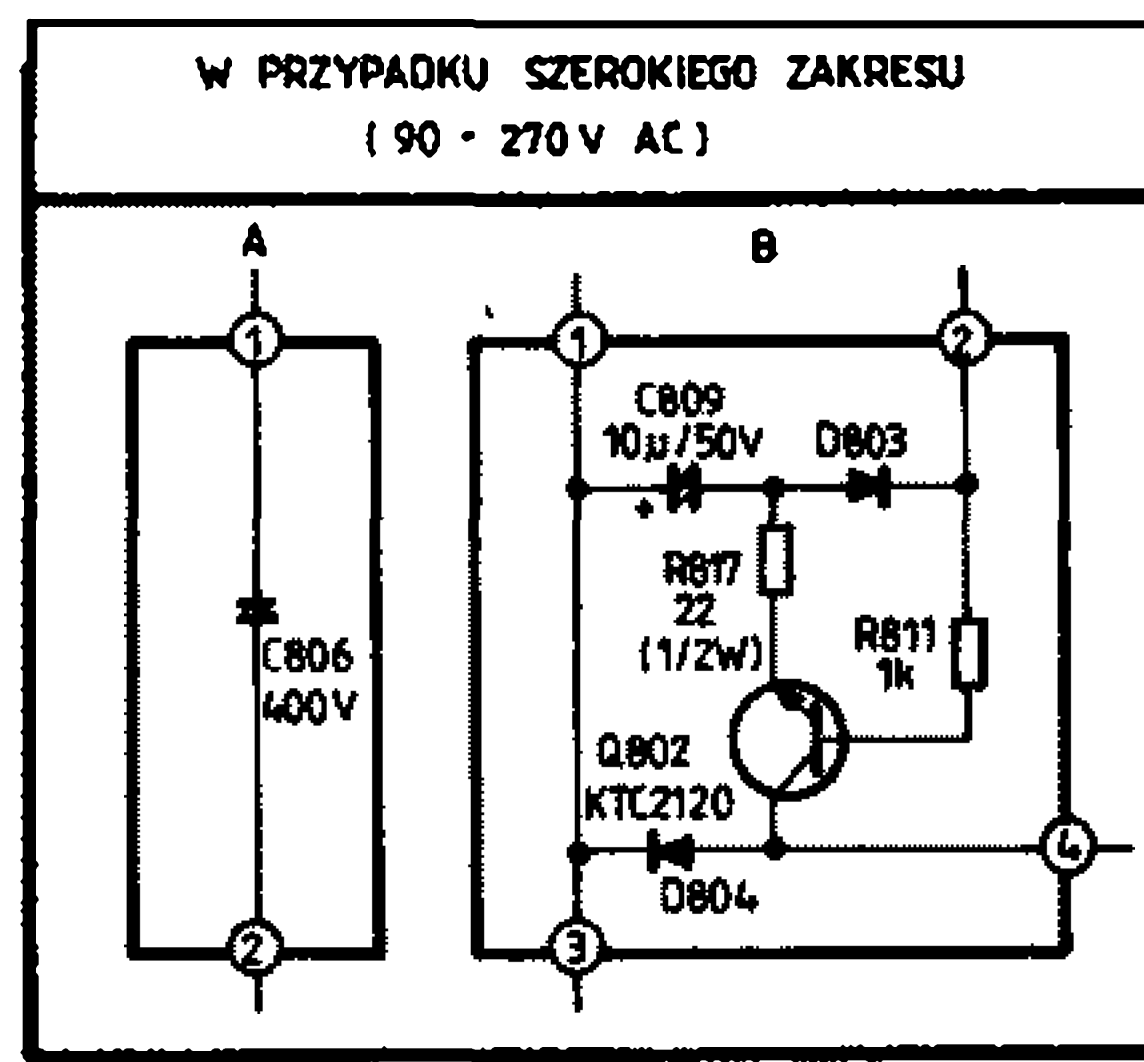 W PRZYPADKU SZEROKIEGO ZAKRESU
(90 - 270V AC)
A
B
1
1
2
C809
10µ/50V
D803
+
R817
22
(1/2W)
R811
1k
C806
400V
Q802
KTC2120
D804
4
2
3